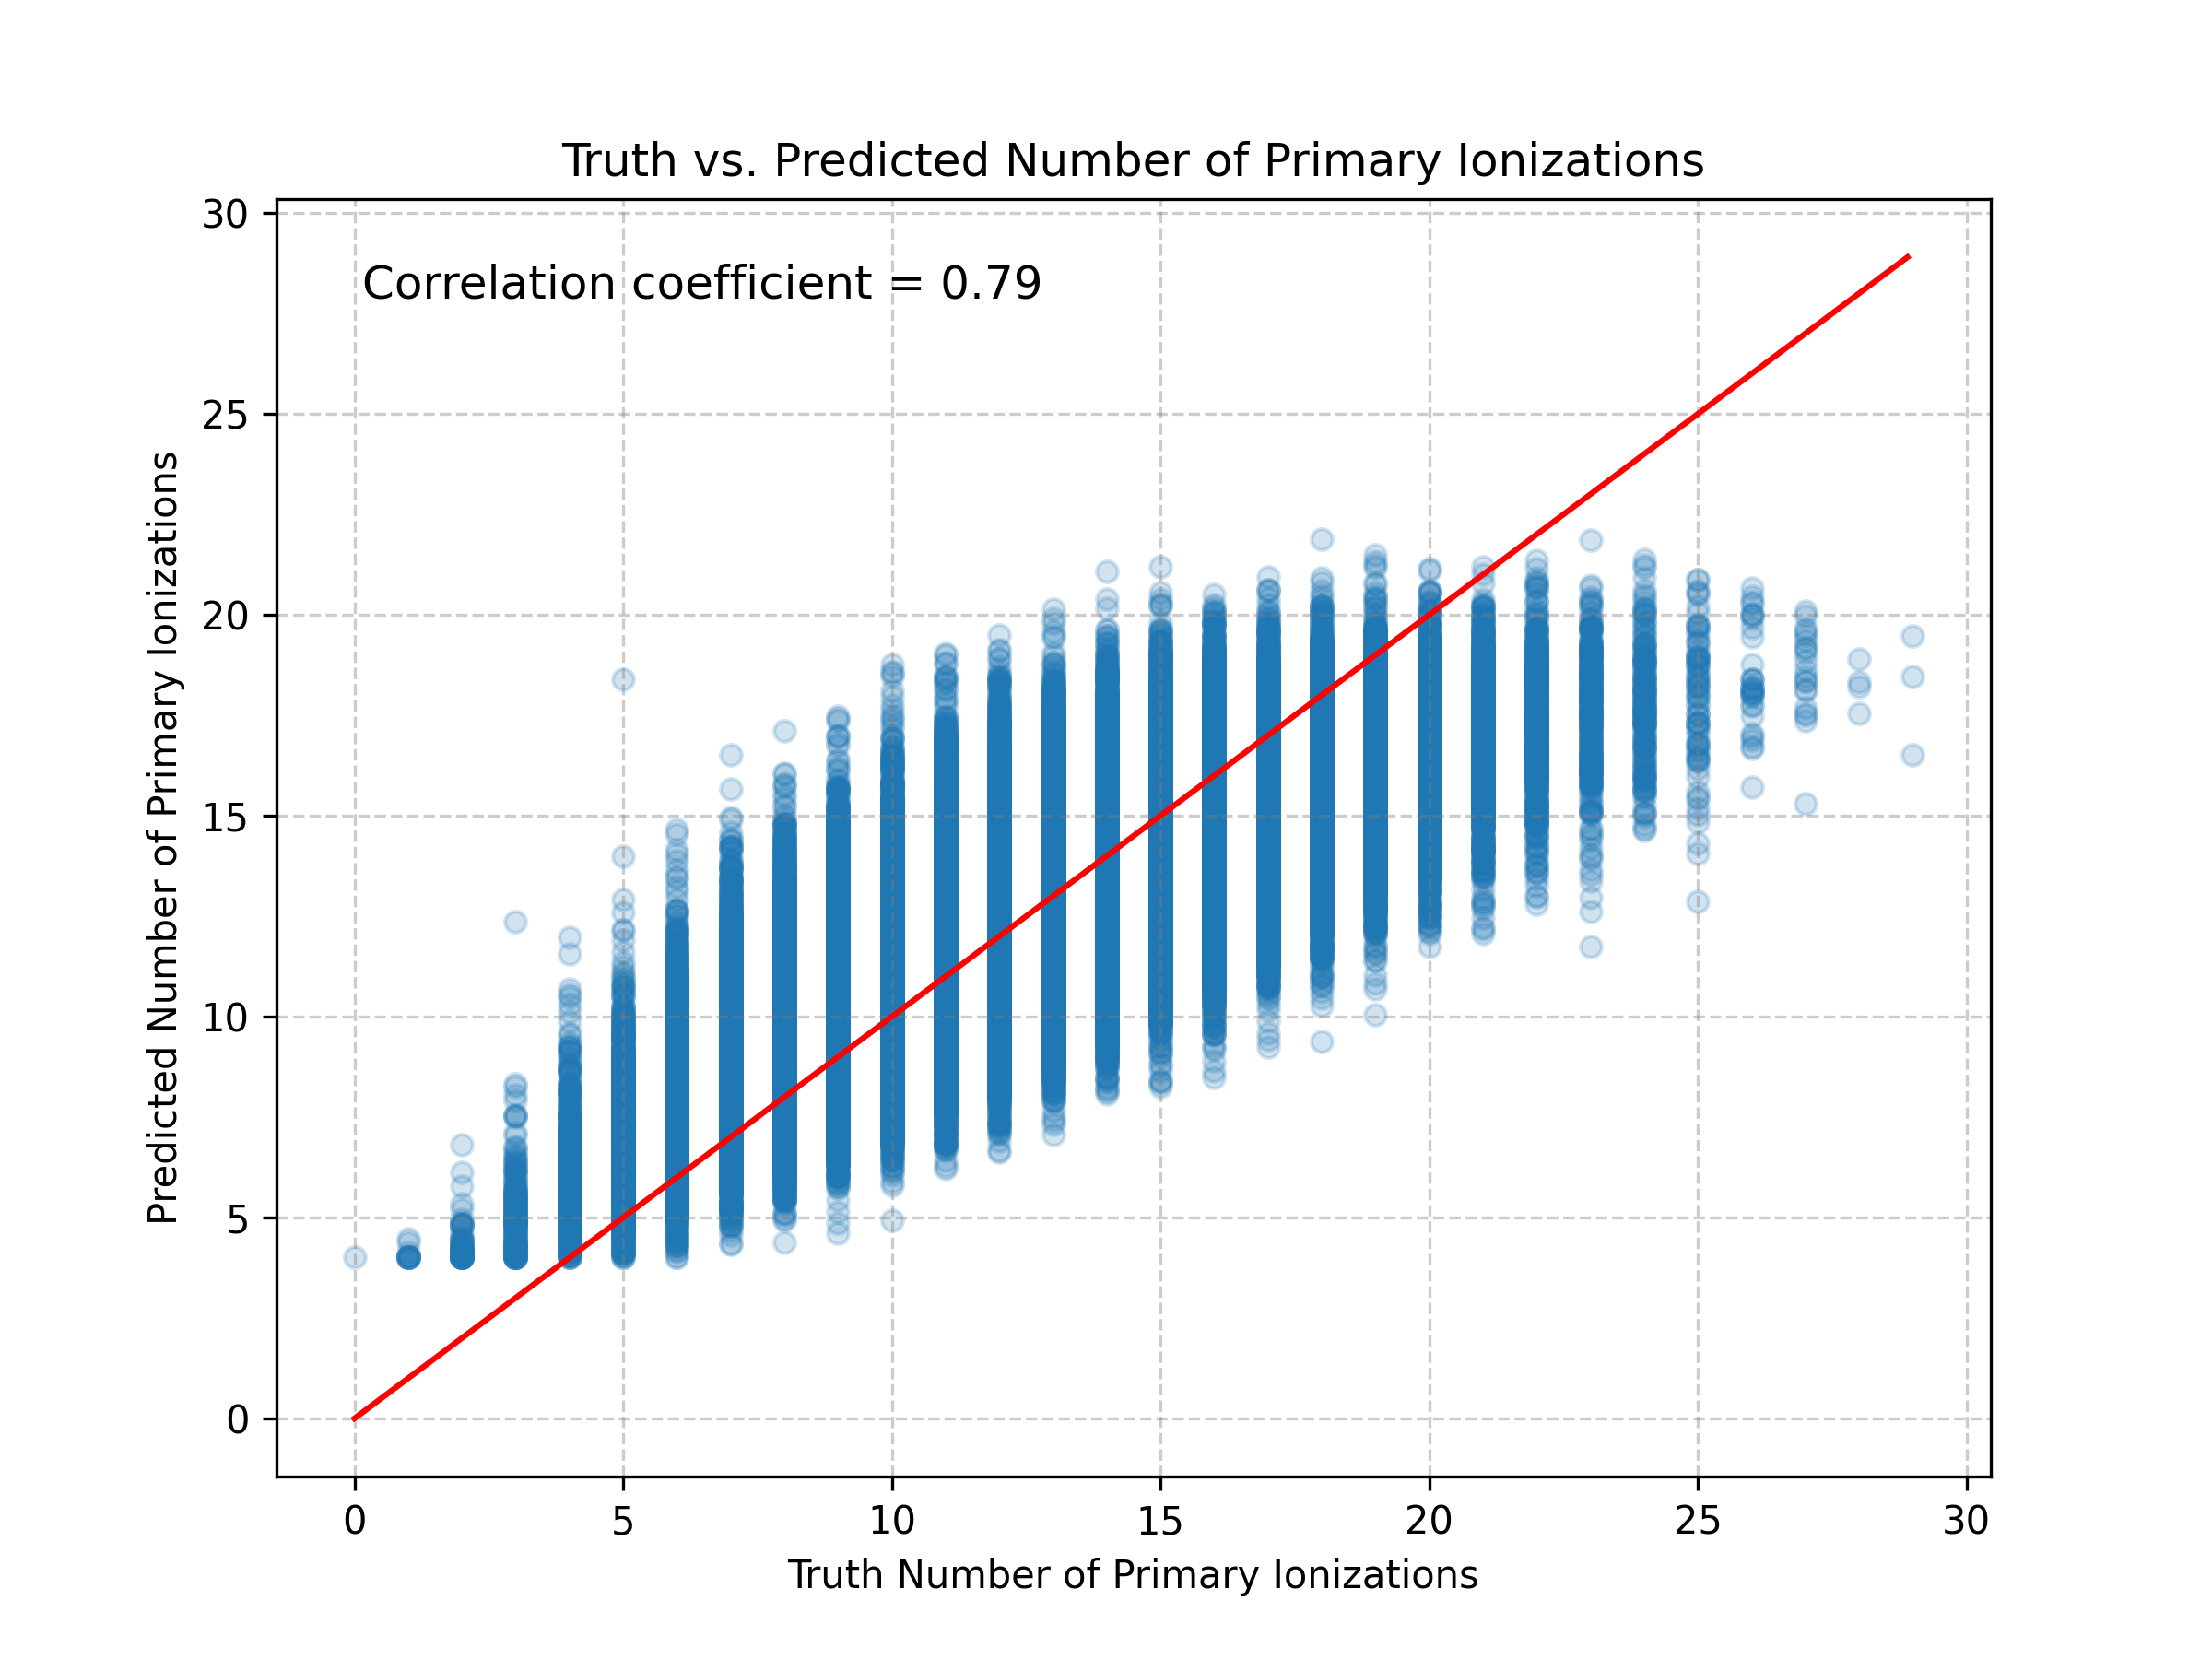 Truth vs. Predicted Number of Primary Ionizations
30
Correlation coefficient = 0.79
25
20
15
10
5
0
Predicted Number of Primary Ionizations
0 5 10 15 20 25 30
Truth Number of Primary Ionizations